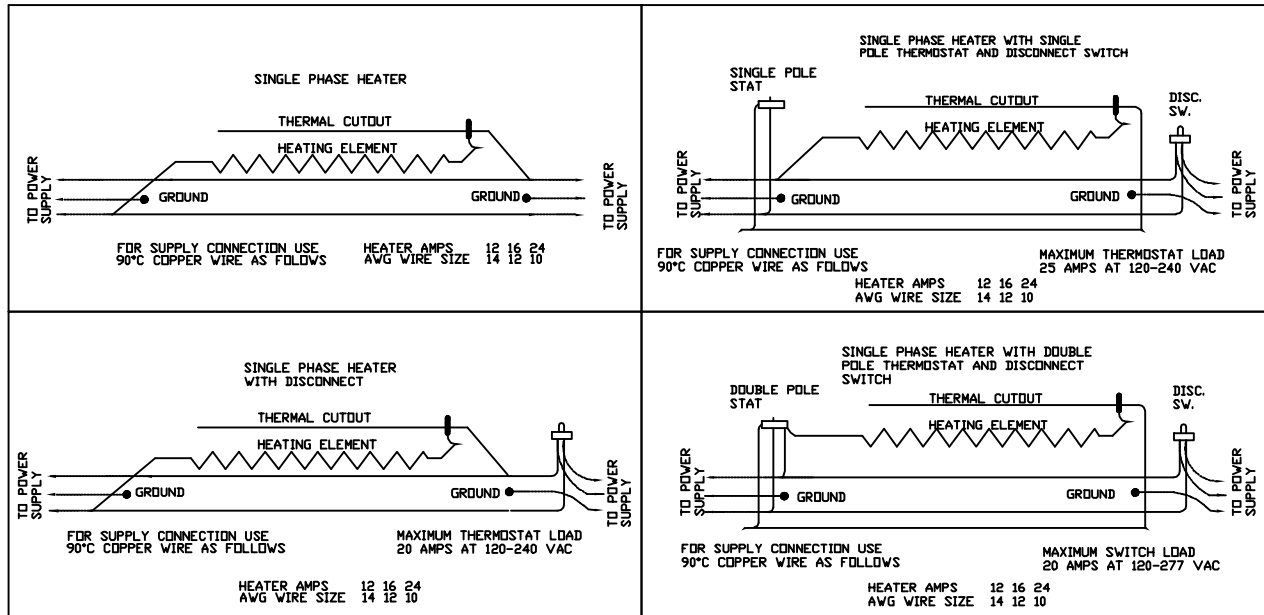 SINGLE PHASE HEATER
THERMAL CUTOUT
HEATING ELEMENT
TO POWER
SUPPLY
GROUND
GROUND
TO POWER
SUPPLY
FOR SUPPLY CONNECTION USE
90°C COPPER WIRE AS FOLLOWS
HEATER AMPS 12 16 24
AWG WIRE SIZE 14 12 10
SINGLE PHASE HEATER WITH SINGLE
POLE THERMOSTAT AND DISCONNECT SWITCH
SINGLE POLE
STAT
THERMAL CUTOUT
DISC.
SW.
HEATING ELEMENT
TO POWER
SUPPLY
GROUND
GROUND
TO POWER
SUPPLY
FOR SUPPLY CONNECTION USE
90°C COPPER WIRE AS FOLLOWS
MAXIMUM THERMOSTAT LOAD
25 AMPS AT 120-240 VAC
HEATER AMPS 12 16 24
AWG WIRE SIZE 14 12 10
SINGLE PHASE HEATER
WITH DISCONNECT
THERMAL CUTOUT
HEATING ELEMENT
TO POWER
SUPPLY
GROUND
GROUND
TO POWER
SUPPLY
FOR SUPPLY CONNECTION USE
90°C COPPER WIRE AS FOLLOWS
MAXIMUM THERMOSTAT LOAD
20 AMPS AT 120-240 VAC
HEATER AMPS 12 16 24
AWG WIRE SIZE 14 12 10
SINGLE PHASE HEATER WITH DOUBLE
POLE THERMOSTAT AND DISCONNECT
SWITCH
DOUBLE POLE
STAT
THERMAL CUTOUT
DISC.
SW.
HEATING ELEMENT
TO POWER
SUPPLY
GROUND
GROUND
TO POWER
SUPPLY
FOR SUPPLY CONNECTION USE
90°C COPPER WIRE AS FOLLOWS
MAXIMUM SWITCH LOAD
20 AMPS AT 120-277 VAC
HEATER AMPS 12 16 24
AWG WIRE SIZE 14 12 10